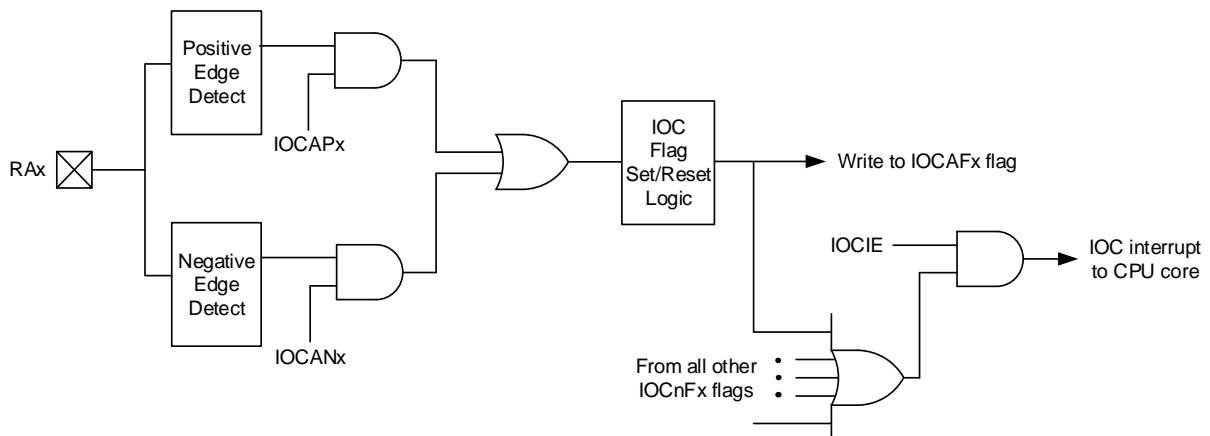 Positive
Edge
Detect
IOCAPx
RAx
Negative
Edge
Detect
IOCANx
IOC
Flag
Set/Reset
Logic
Write to IOCAFx flag
IOCIE
IOC interrupt
to CPU core
From all other
IOCnFx flags